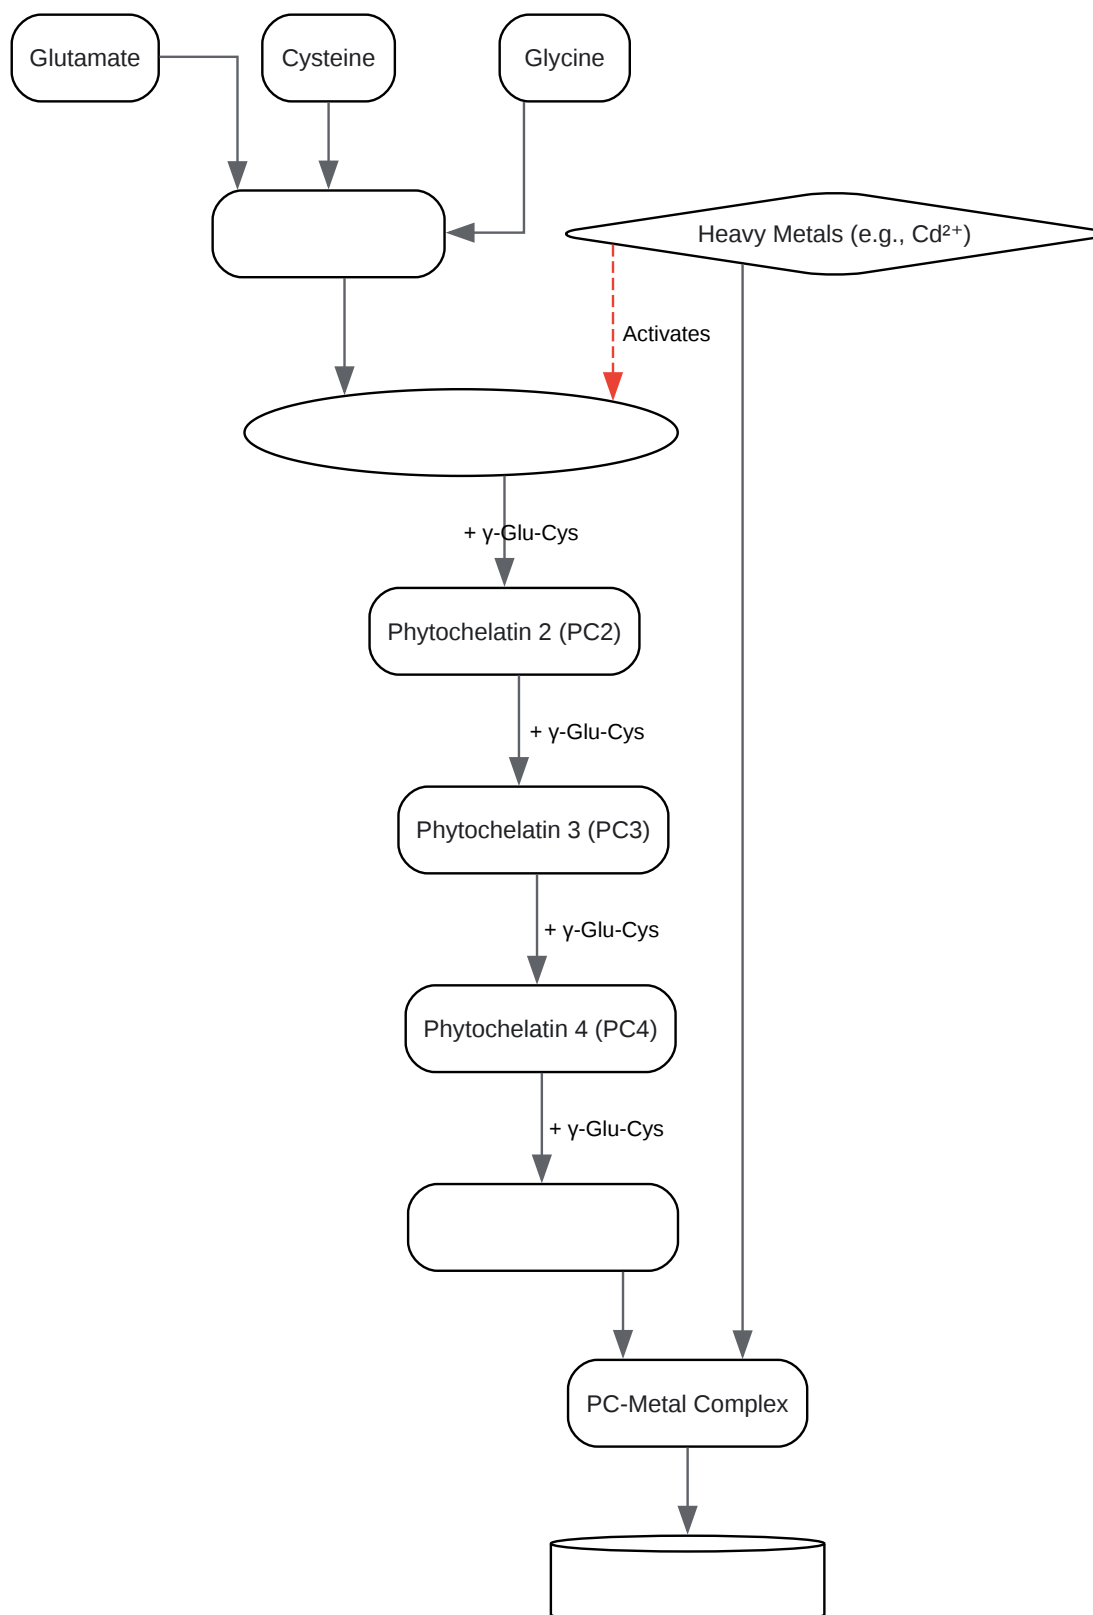 Glutamate
Cysteine
Glycine
Heavy Metals (e.g., Cd²⁺)
Activates
+ γ-Glu-Cys
Phytochelatin 2 (PC2)
+ γ-Glu-Cys
Phytochelatin 3 (PC3)
+ γ-Glu-Cys
Phytochelatin 4 (PC4)
+ γ-Glu-Cys
PC-Metal Complex